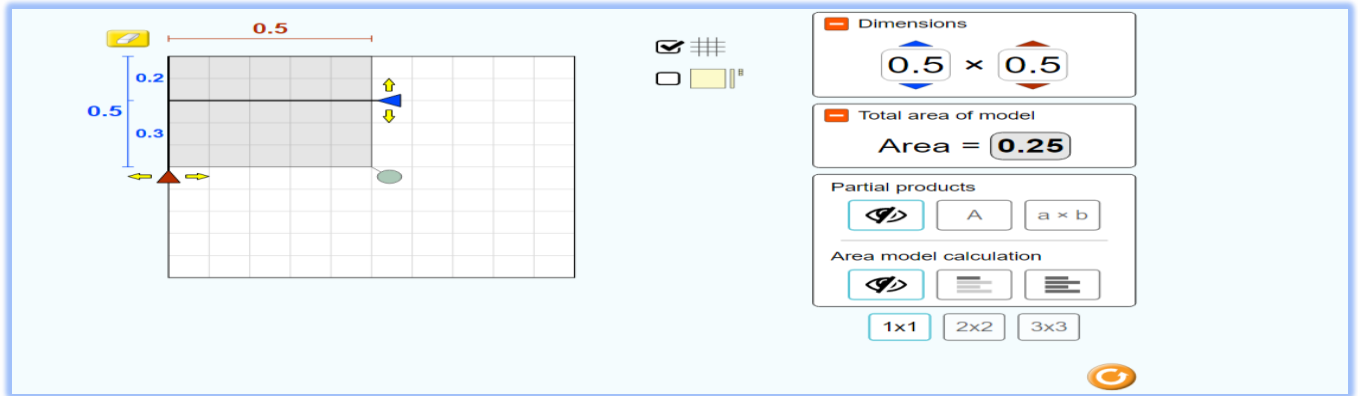 0.5
0.2
0.5
0.3
Dimensions
0.5 × 0.5
Total area of model
Area = 0.25
Partial products
A
a × b
Area model calculation
1x1 2x2 3x3